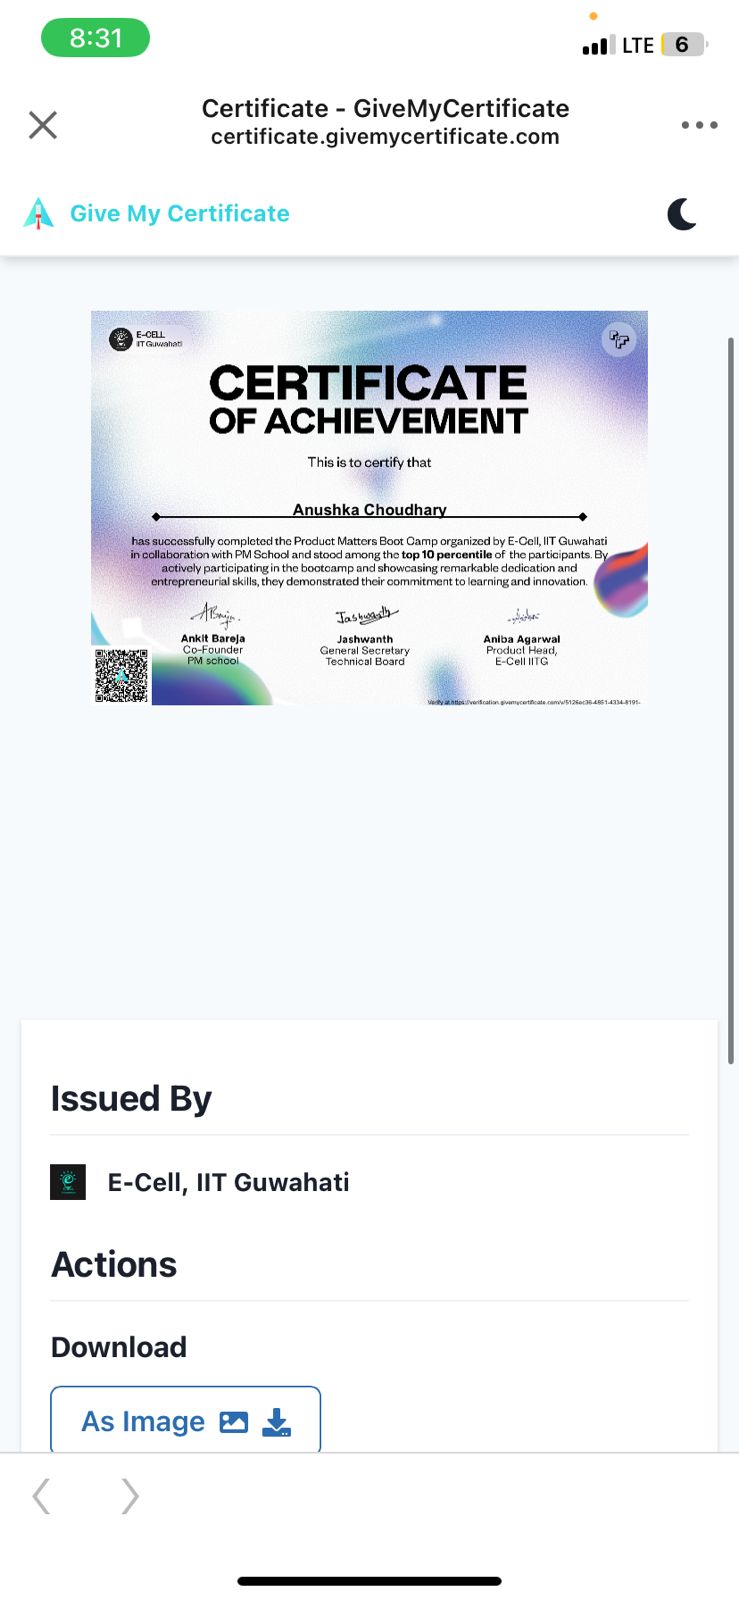 8:31
LTE 6
Certificate - GiveMyCertificate
certificate.givemycertificate.com
Give My Certificate
E-CELL
IIT Guwahati
CERTIFICATE
OF ACHIEVEMENT
This is to certify that
Anushka Choudhary
has successfully completed the Product Matters Boot Camp organized by E-Cell, IIT Guwahati
in collaboration with PM School and stood among the top 10 percentile of the participants. By
actively participating in the bootcamp and showcasing remarkable dedication and
entrepreneurial skills, they demonstrated their commitment to learning and innovation.
Jashwanth
Ankit Bareja
Co-Founder
PM school
Jashwanth
General Secretary
Technical Board
Aniba Agarwal
Product Head,
E-Cell IITG
Verify at https://verification.givemycertificate.com/v/5126ec36-4851-4334-8191-
Issued By
E-Cell, IIT Guwahati
Actions
Download
As Image